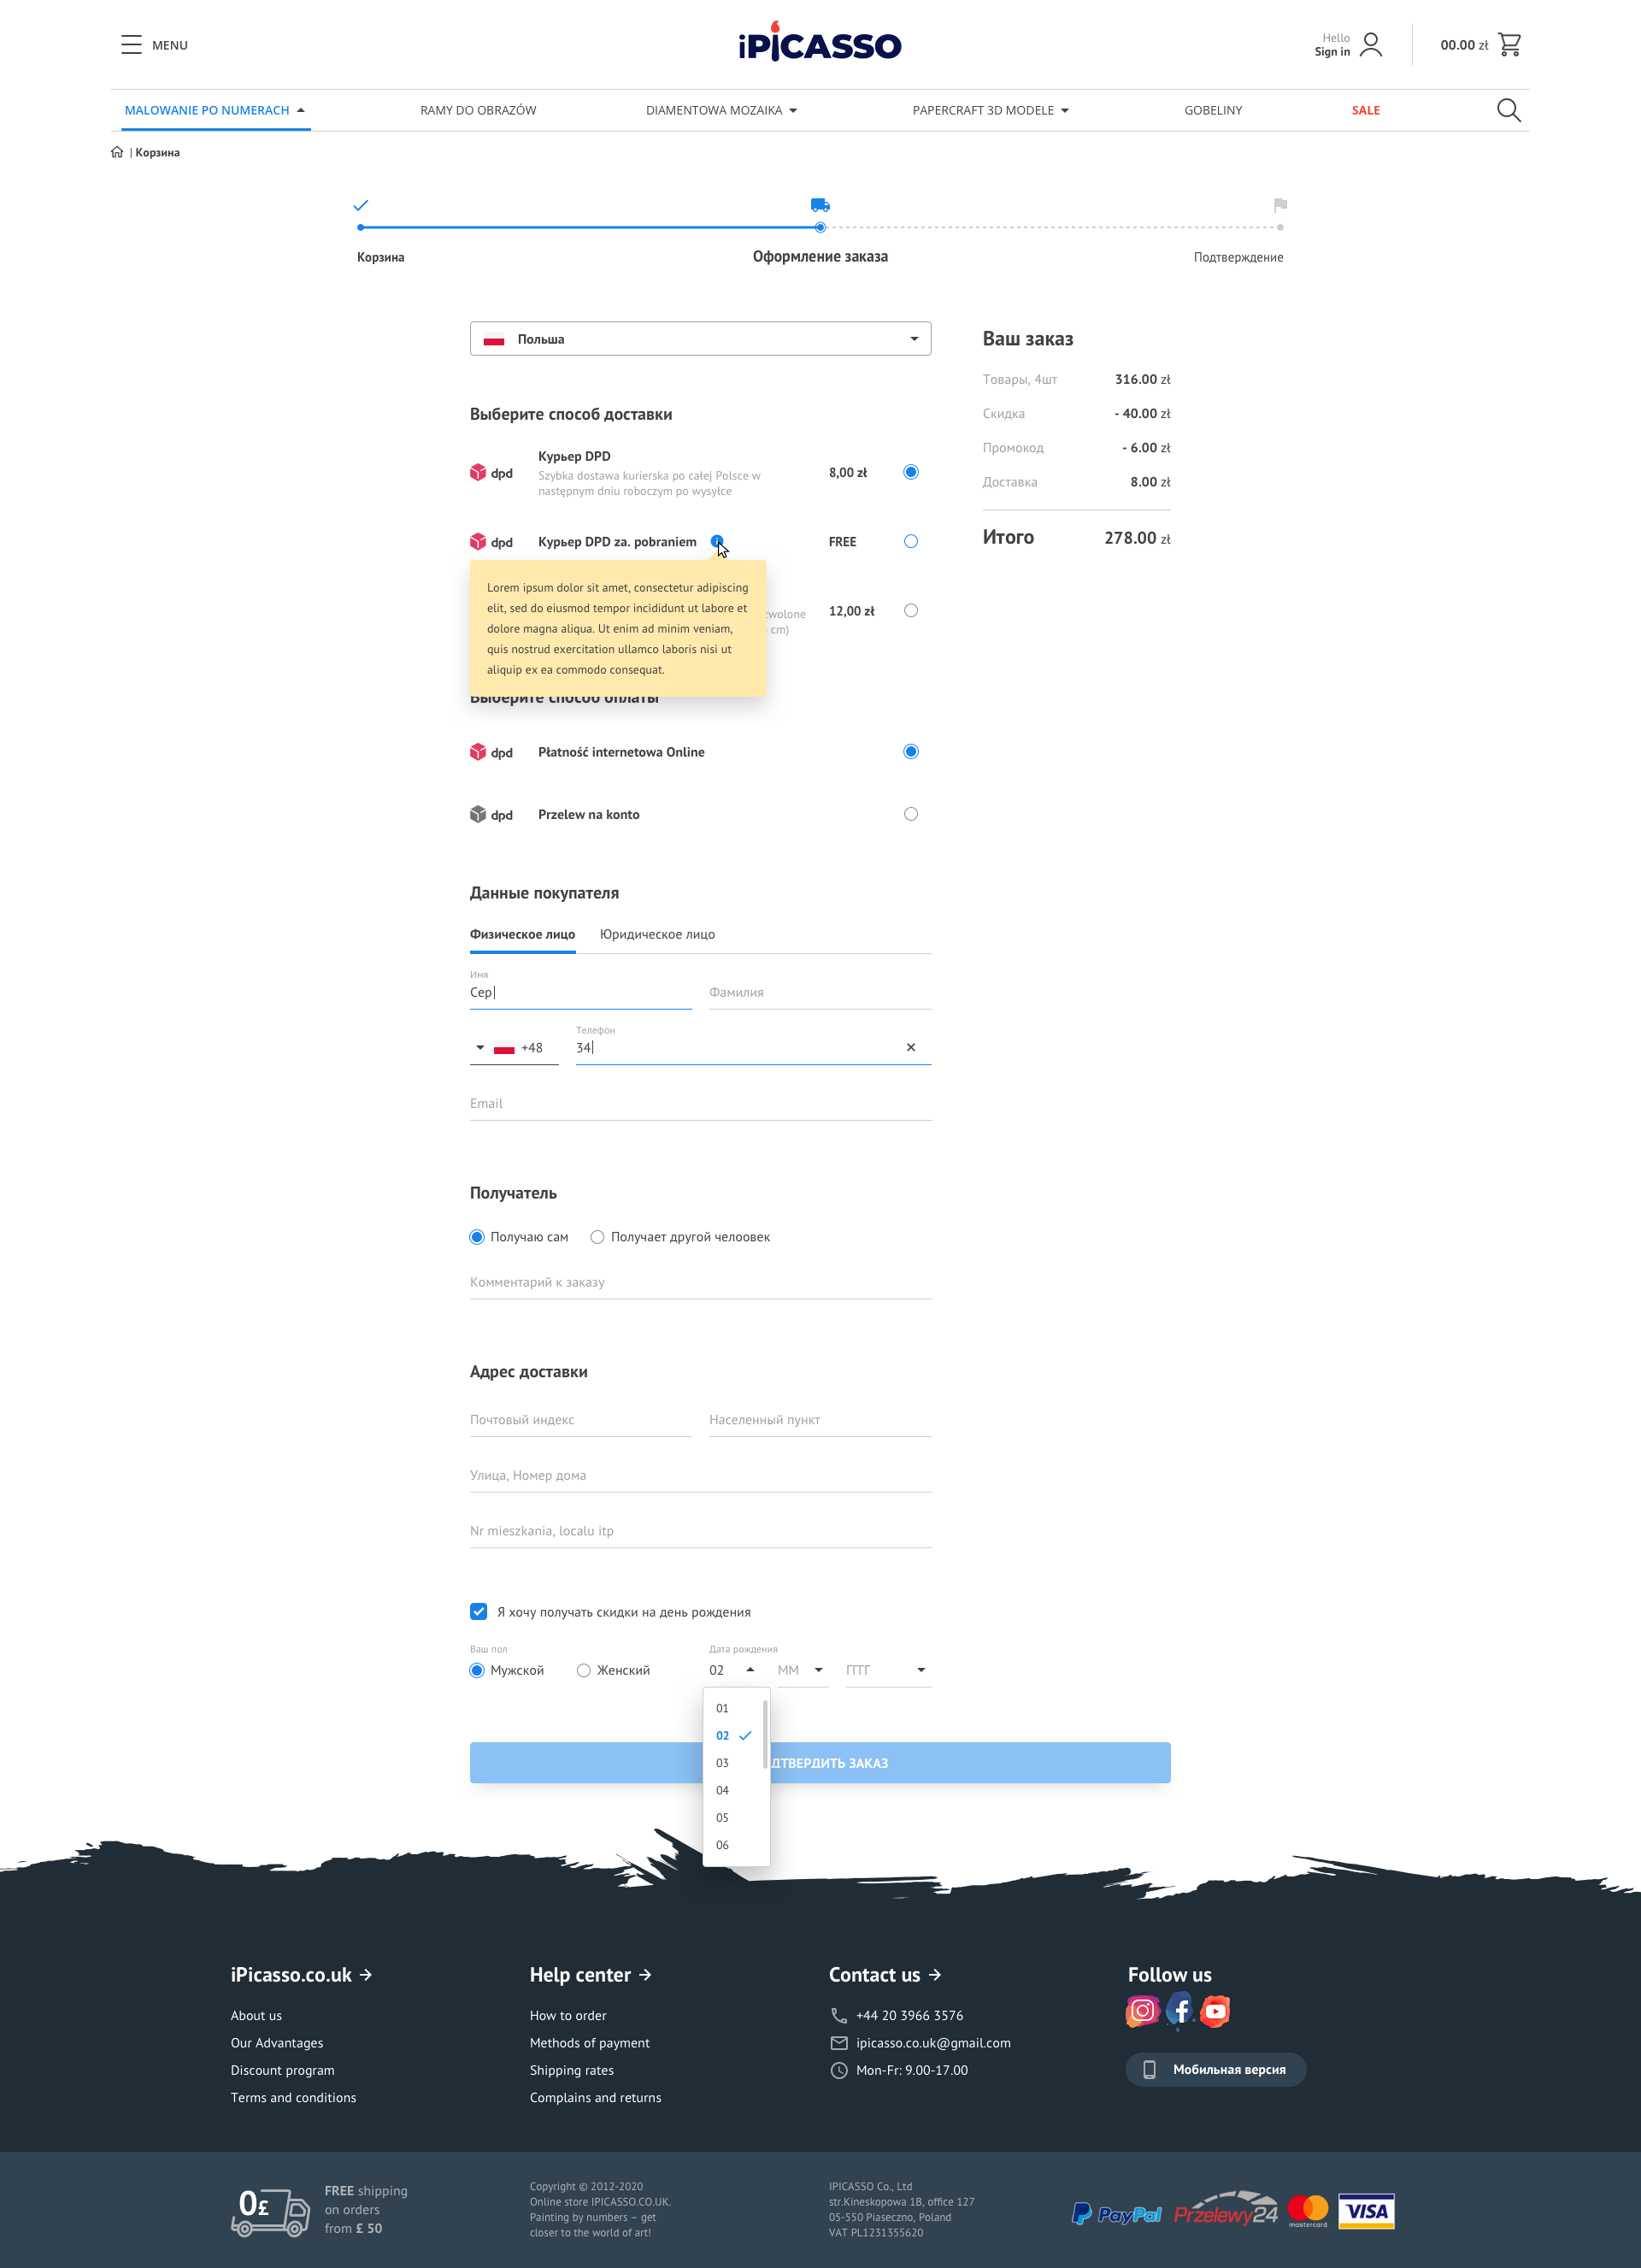 MENU
iPICASSO
Hello
Sign in
00.00 zł
MALOWANIE PO NUMERACH
RAMY DO OBRAZÓW
DIAMENTOWA MOZAIKA
PAPERCRAFT 3D MODELE
GOBELINY
SALE
| Корзина
Корзина
Оформление заказа
Подтверждение
Польша
Выберите способ доставки
dpd
Курьер DPD
Szybka dostawa kurierska po całej Polsce w
następnym dniu roboczym po wysyłce
8,00 zł
dpd
Курьер DPD za. pobraniem
FREE
Lorem ipsum dolor sit amet, consectetur adipiscing
elit, sed do eiusmod tempor incididunt ut labore et
dolore magna aliqua. Ut enim ad minim veniam,
quis nostrud exercitation ullamco laboris nisi ut
aliquip ex ea commodo consequat.
zwolone
cm)
12,00 zł
Выберите способ оплаты
dpd
Płatność internetowa Online
dpd
Przelew na konto
Ваш заказ
Товары, 4шт
316.00 zł
Скидка
- 40.00 zł
Промокод
- 6.00 zł
Доставка
8.00 zł
Итого
278.00 zł
Данные покупателя
Физическое лицо
Юридическое лицо
Имя
Сер
Фамилия
+48
Телефон
34
Email
Получатель
Получаю сам
Получает другой челоовек
Комментарий к заказу
Адрес доставки
Почтовый индекс
Населенный пункт
Улица, Номер дома
Nr mieszkania, localu itp
Я хочу получать скидки на день рождения
Ваш пол
Мужской
Женский
Дата рождения
02
ММ
ГГГГ
01
02
03
04
05
06
ДТВЕРДИТЬ ЗАКАЗ
iPicasso.co.uk
About us
Our Advantages
Discount program
Terms and conditions
Help center
How to order
Methods of payment
Shipping rates
Complains and returns
Contact us
+44 20 3966 3576
ipicasso.co.uk@gmail.com
Mon-Fr: 9.00-17.00
Follow us
Мобильная версия
0£
FREE shipping
on orders
from £ 50
Copyright © 2012-2020
Online store IPICASSO.CO.UK.
Painting by numbers – get
closer to the world of art!
IPICASSO Co., Ltd
str.Kineskopowa 1B, office 127
05-550 Piaseczno, Poland
VAT PL1231355620
PayPal
Przelewy24
mastercard
VISA